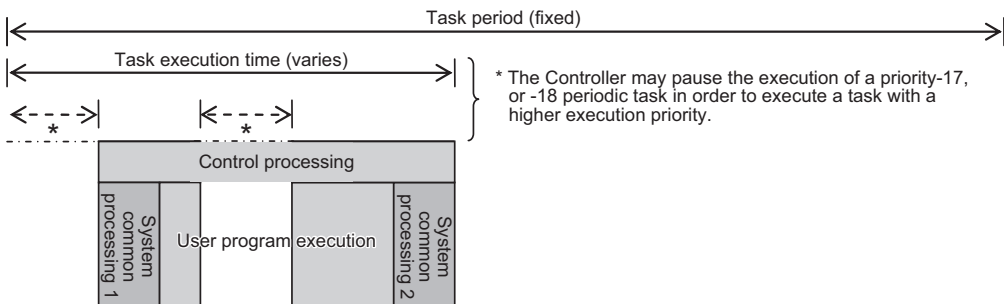 Task period (fixed)
Task execution time (varies)
* The Controller may pause the execution of a priority-17,
or -18 periodic task in order to execute a task with a
higher execution priority.
*
*
Control processing
System
common
processing 1
User program execution
System
common
processing 2